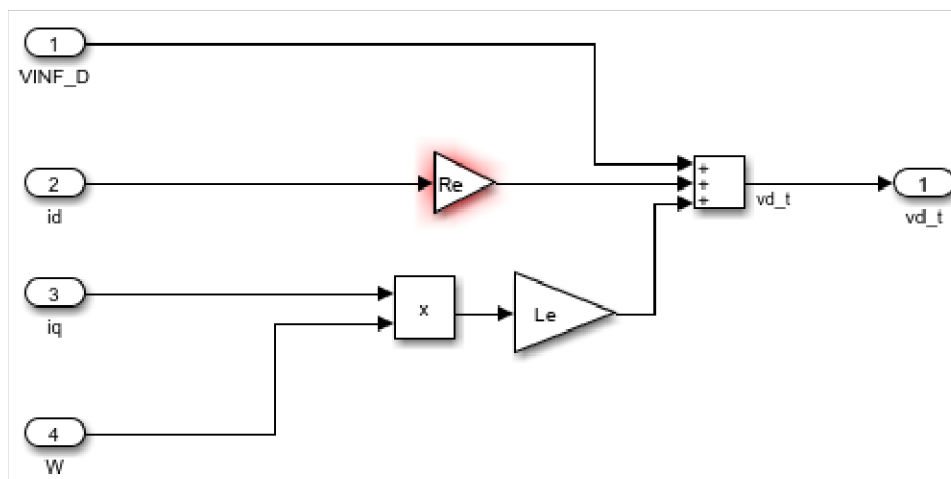 1
VINF_D
2
id
Re
+
+
+
vd_t
1
vd_t
3
iq
x
Le
4
W